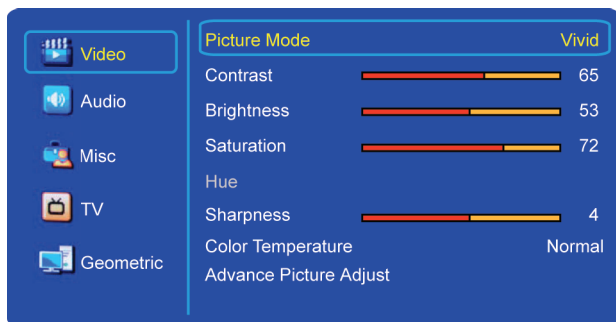 Video
Audio
Misc
TV
Geometric
Picture Mode Vivid
Contrast 65
Brightness 53
Saturation 72
Hue
Sharpness 4
Color Temperature Normal
Advance Picture Adjust